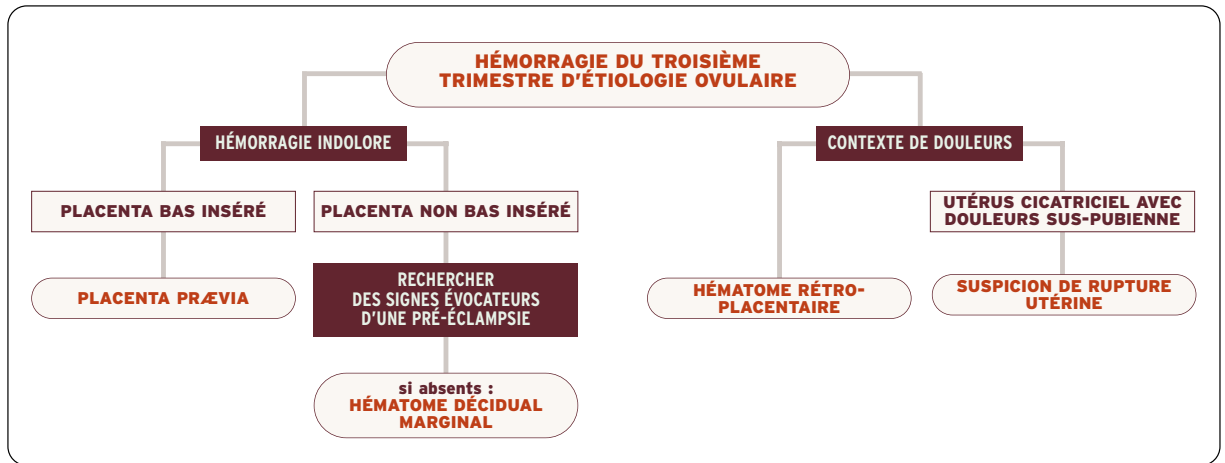 HÉMORRAGIE DU TROISIÈME
TRIMESTRE D'ÉTIOLOGIE OVULAIRE
HÉMORRAGIE INDOLORE
CONTEXTE DE DOULEURS
PLACENTA BAS INSÉRÉ
PLACENTA NON BAS INSÉRÉ
UTÉRUS CICATRICIEL AVEC
DOULEURS SUS-PUBIENNE
PLACENTA PRÆVIA
RECHERCHER
DES SIGNES ÉVOCATEURS
D'UNE PRÉ-ÉCLAMPSIE
HÉMATOME RÉTRO-
PLACENTAIRE
SUSPICION DE RUPTURE
UTÉRINE
si absents :
HÉMATOME DÉCIDUAL
MARGINAL